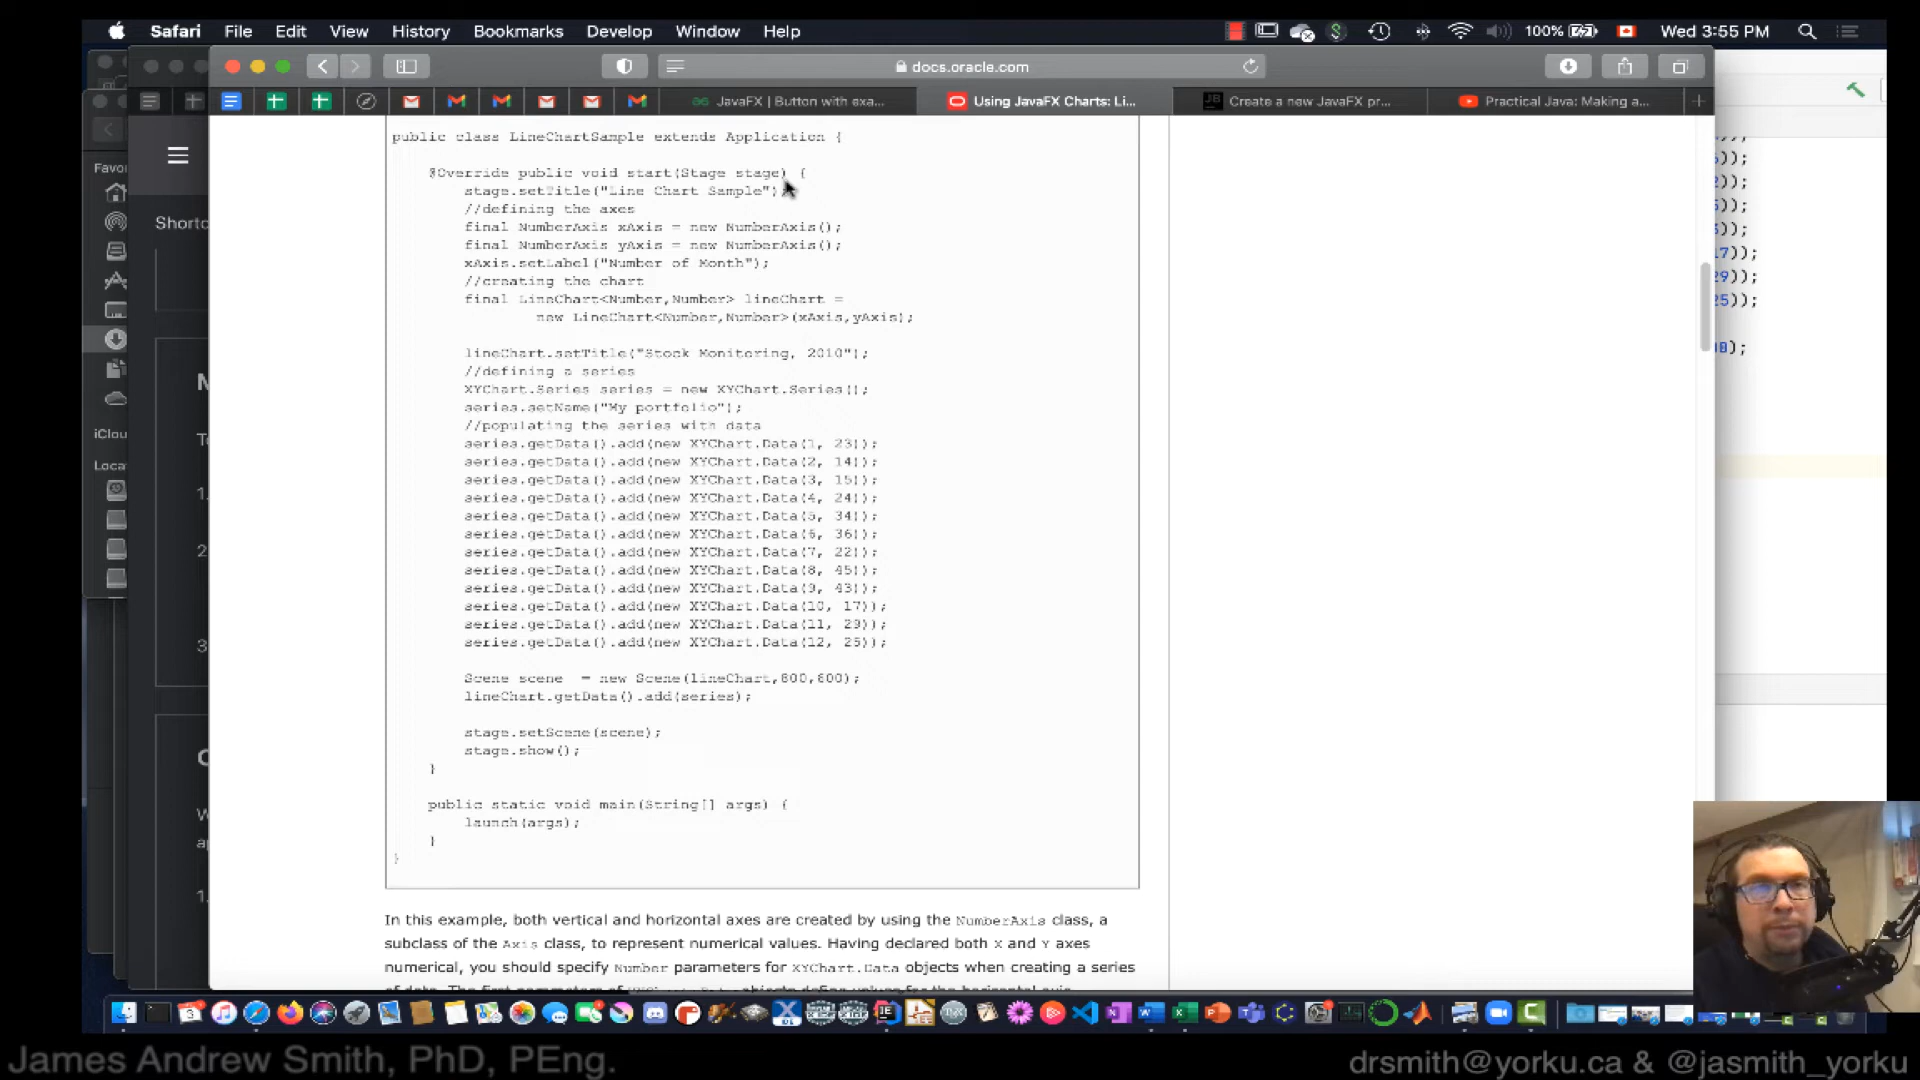 Safari File Edit View History Bookmarks Develop Window Help 100% Wed 3:55 PM
docs.oracle.com
JavaFX | Button with exa... Using JavaFX Charts: Li... Create a new JavaFX pr... Practical Java: Making a...
public class LineChartSample extends Application {
@Override public void start(Stage stage) {
stage.setTitle("Line Chart Sample");
//defining the axes
final NumberAxis xAxis = new NumberAxis();
final NumberAxis yAxis = new NumberAxis();
xAxis.setLabel("Number of Month");
//creating the chart
final LineChart<Number,Number> lineChart =
new LineChart<Number,Number>(xAxis,yAxis);
lineChart.setTitle("Stock Monitoring, 2010");
//defining a series
XYChart.Series series = new XYChart.Series();
series.setName("My portfolio");
//populating the series with data
series.getData().add(new XYChart.Data(1, 23));
series.getData().add(new XYChart.Data(2, 14));
series.getData().add(new XYChart.Data(3, 15));
series.getData().add(new XYChart.Data(4, 24));
series.getData().add(new XYChart.Data(5, 34));
series.getData().add(new XYChart.Data(6, 36));
series.getData().add(new XYChart.Data(7, 22));
series.getData().add(new XYChart.Data(8, 45));
series.getData().add(new XYChart.Data(9, 43));
series.getData().add(new XYChart.Data(10, 17));
series.getData().add(new XYChart.Data(11, 29));
series.getData().add(new XYChart.Data(12, 25));
Scene scene = new Scene(lineChart,800,600);
lineChart.getData().add(series);
stage.setScene(scene);
stage.show();
}
public static void main(String[] args) {
launch(args);
}
}
In this example, both vertical and horizontal axes are created by using the NumberAxis class, a
subclass of the Axis class, to represent numerical values. Having declared both X and Y axes
numerical, you should specify Number parameters for XYChart.Data objects when creating a series
Favo
Shortc
iClou
Loca
1.
2
3
1.
17));
29));
25));
James Andrew Smith, PhD, PEng.
drsmith@yorku.ca & @jasmith_yorku